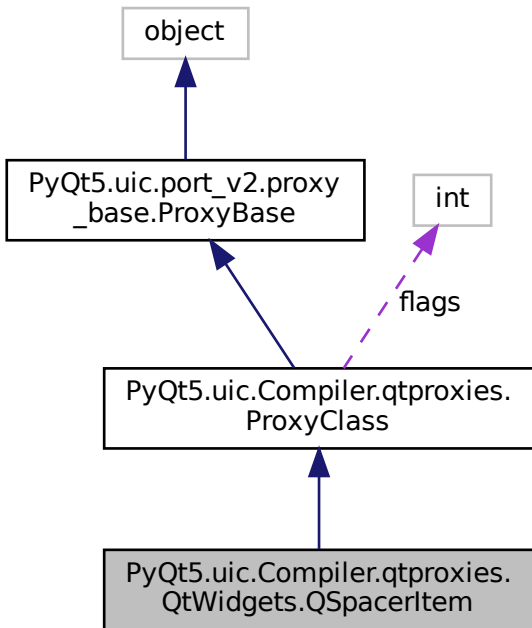 object
PyQt5.uic.port_v2.proxy
_base.ProxyBase
int
flags
PyQt5.uic.Compiler.qtproxies.
ProxyClass
PyQt5.uic.Compiler.qtproxies.
QtWidgets.QSpacerItem